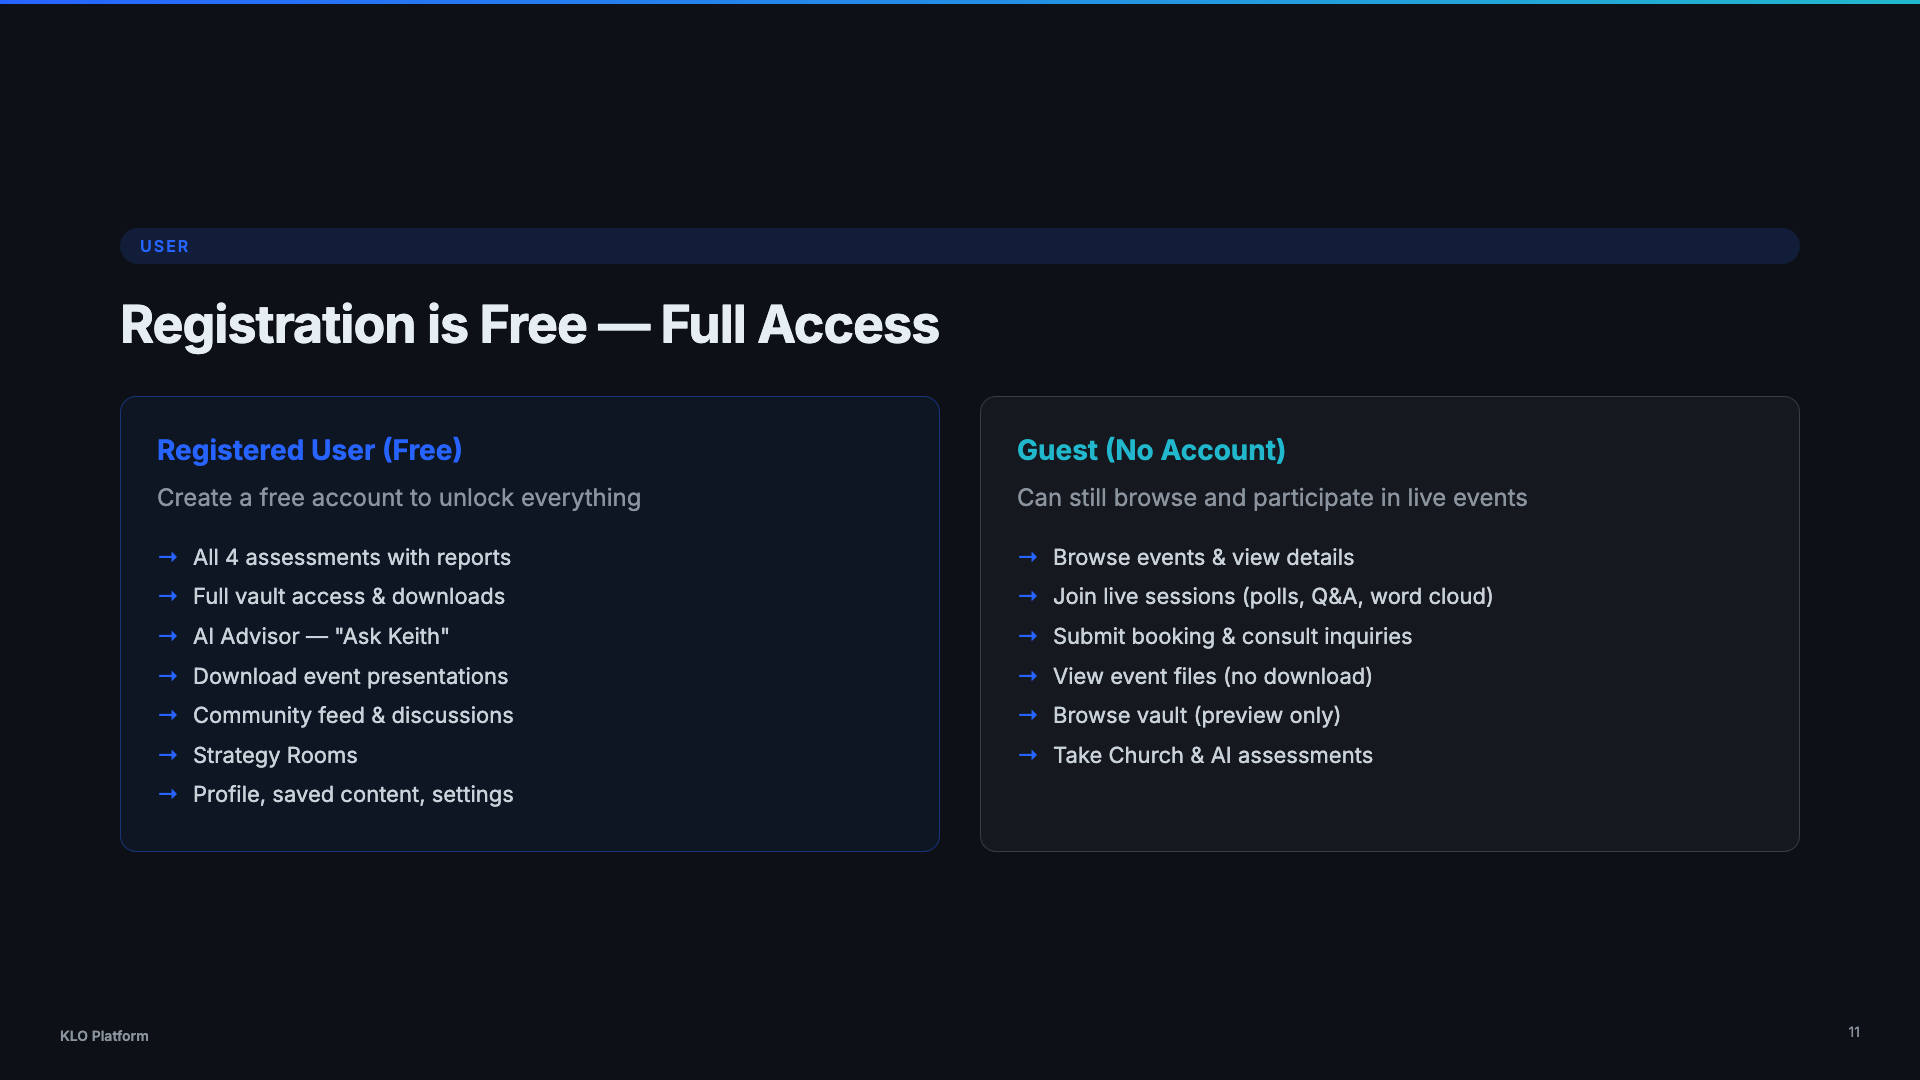 USER
Registration is Free — Full Access
Registered User (Free)
Create a free account to unlock everything
→ All 4 assessments with reports
→ Full vault access & downloads
→ AI Advisor — "Ask Keith"
→ Download event presentations
→ Community feed & discussions
→ Strategy Rooms
→ Profile, saved content, settings
Guest (No Account)
Can still browse and participate in live events
→ Browse events & view details
→ Join live sessions (polls, Q&A, word cloud)
→ Submit booking & consult inquiries
→ View event files (no download)
→ Browse vault (preview only)
→ Take Church & AI assessments
KLO Platform
11